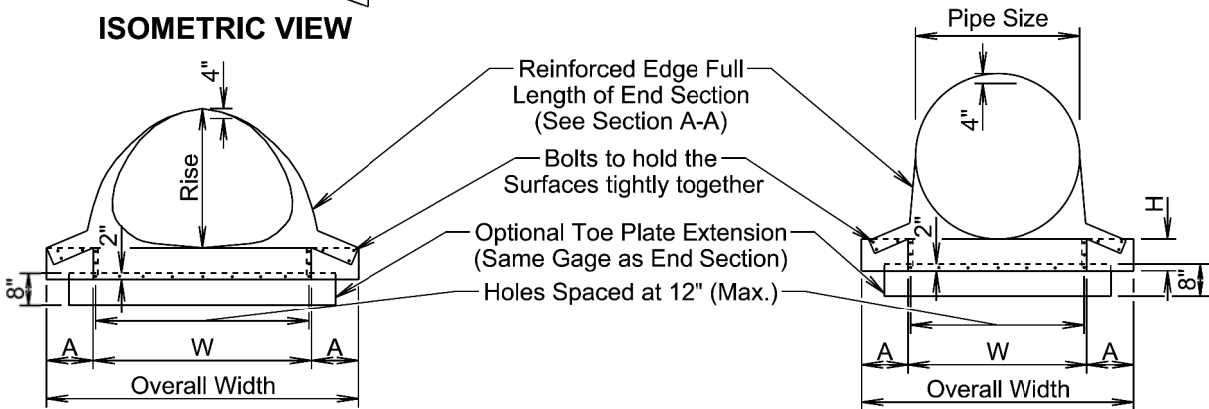 ISOMETRIC VIEW
Pipe Size
4"
Reinforced Edge Full
Length of End Section
(See Section A-A)
4"
Rise
Bolts to hold the
Surfaces tightly together
H
2"
Optional Toe Plate Extension
(Same Gage as End Section)
2"
8"
Holes Spaced at 12" (Max.)
8"
A
W
A
A
W
A
Overall Width
Overall Width